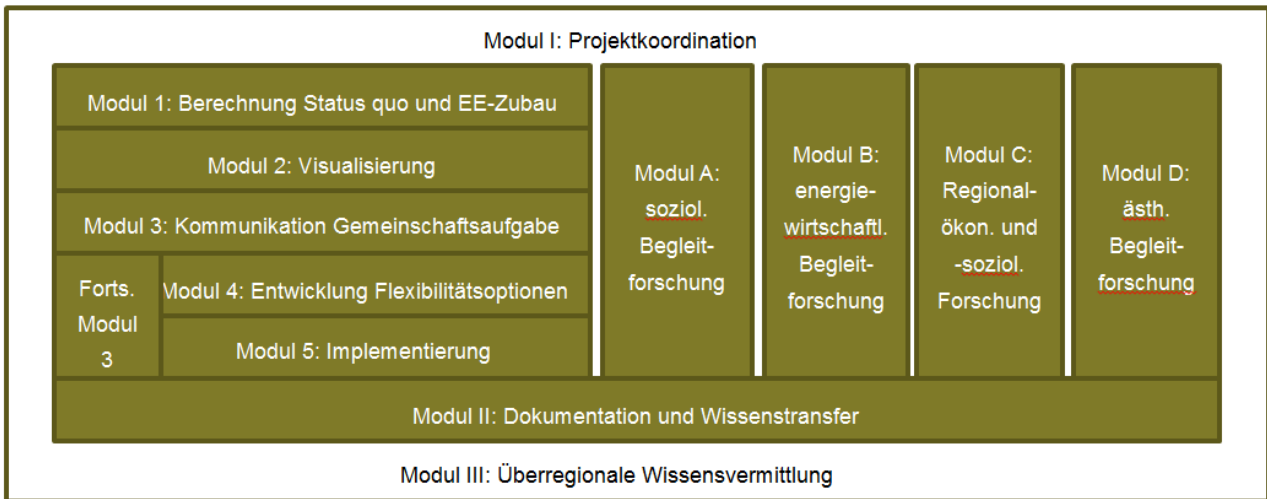 Modul I: Projektkoordination
Modul 1: Berechnung Status quo und EE-Zubau
Modul 2: Visualisierung
Modul 3: Kommunikation Gemeinschaftsaufgabe
Forts.
Modul
3
Modul 4: Entwicklung Flexibilitätsoptionen
Modul 5: Implementierung
Modul A:
soziol.
Begleit-
forschung
Modul B:
energie-
wirtschaftl.
Begleit-
forschung
Modul C:
Regional-
ökon. und
-soziol.
Forschung
Modul D:
ästh.
Begleit-
forschung
Modul II: Dokumentation und Wissenstransfer
Modul III: Überregionale Wissensvermittlung